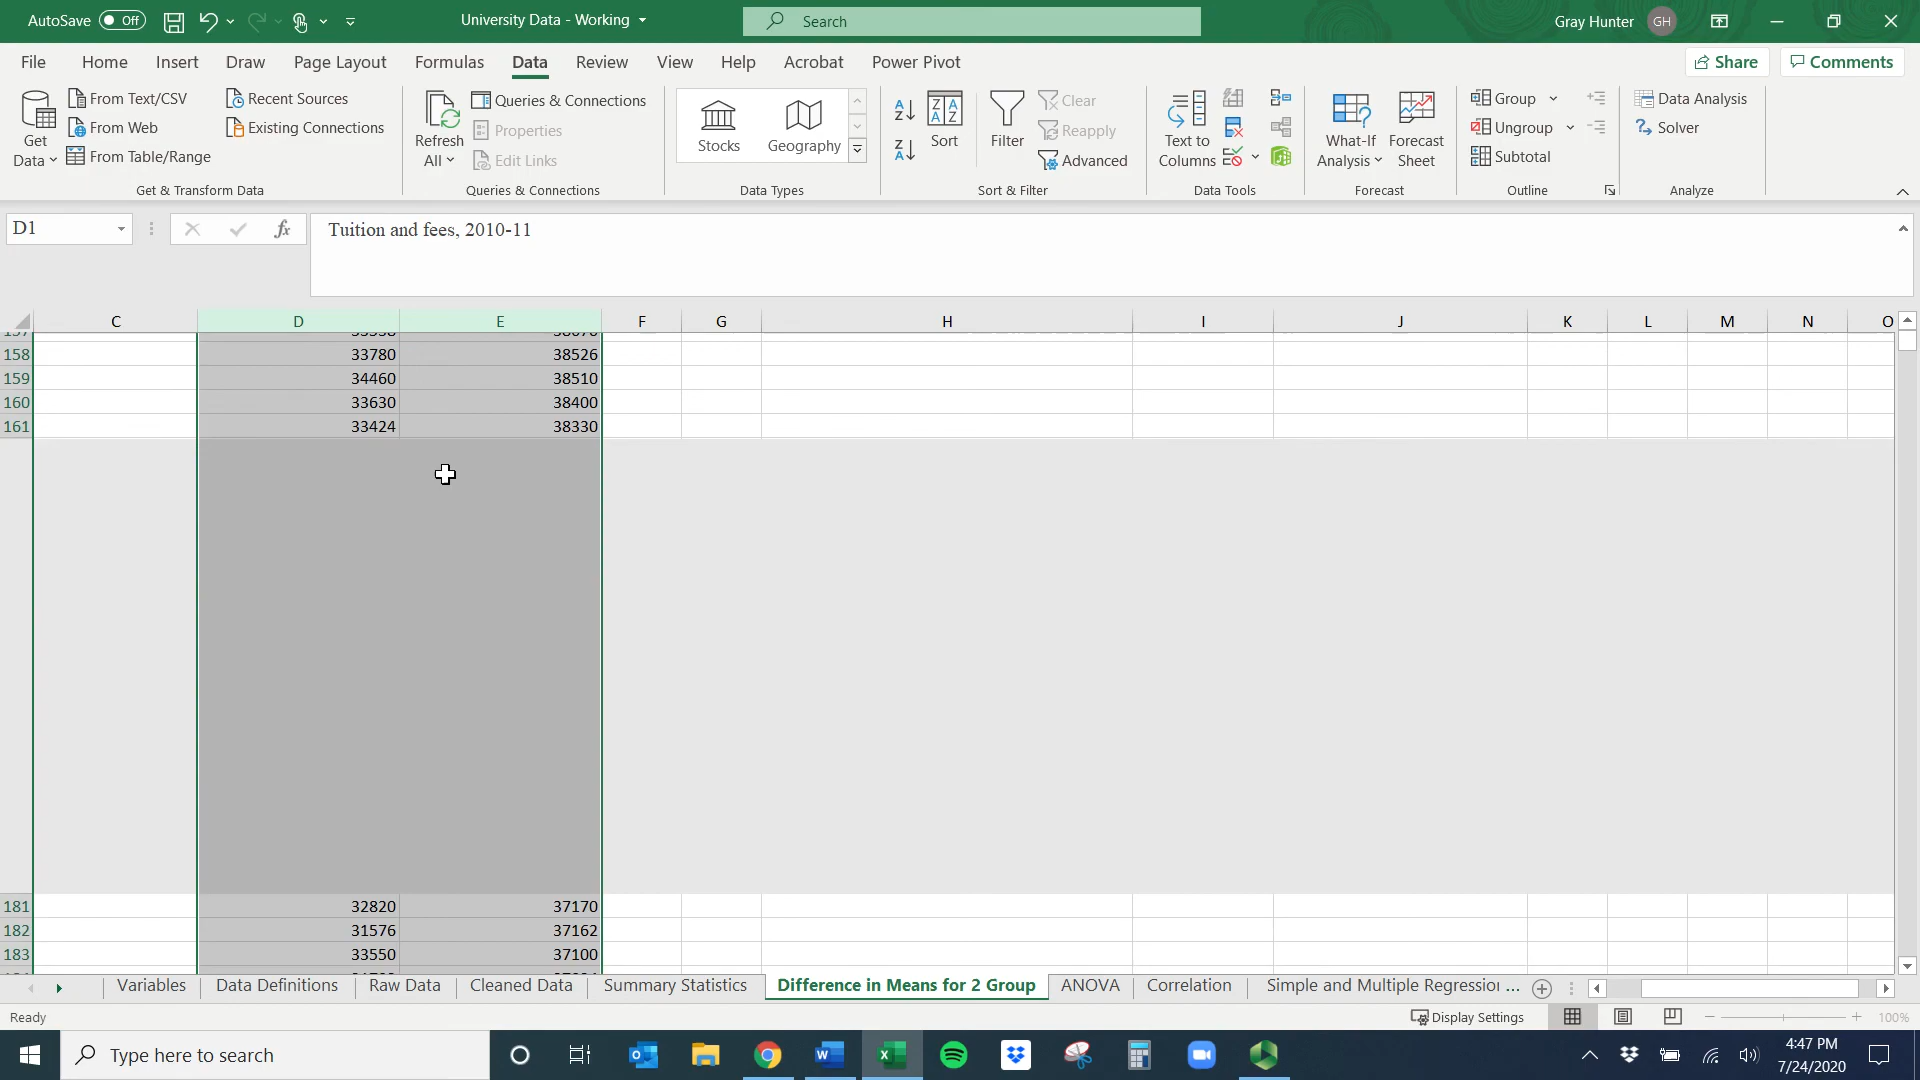 AutoSave Off University Data - Working Search Gray Hunter GH
File Home Insert Draw Page Layout Formulas Data Review View Help Acrobat Power Pivot Share Comments
Get Data
From Text/CSV
From Web
From Table/Range
Recent Sources
Existing Connections
Get & Transform Data
Refresh All
Queries & Connections
Properties
Edit Links
Queries & Connections
Stocks Geography
Data Types
Sort
Filter
Clear
Reapply
Advanced
Sort & Filter
Text to Columns
Data Tools
What-If Analysis
Forecast Sheet
Forecast
Group
Ungroup
Subtotal
Outline
Data Analysis
Solver
Analyze
D1 fx Tuition and fees, 2010-11
C D E F G H I J K L M N O
158 33780 38526
159 34460 38510
160 33630 38400
161 33424 38330
181 32820 37170
182 31576 37162
183 33550 37100
Variables Data Definitions Raw Data Cleaned Data Summary Statistics Difference in Means for 2 Group ANOVA Correlation Simple and Multiple Regression ...
Ready Display Settings 100%
Type here to search
4:47 PM
7/24/2020